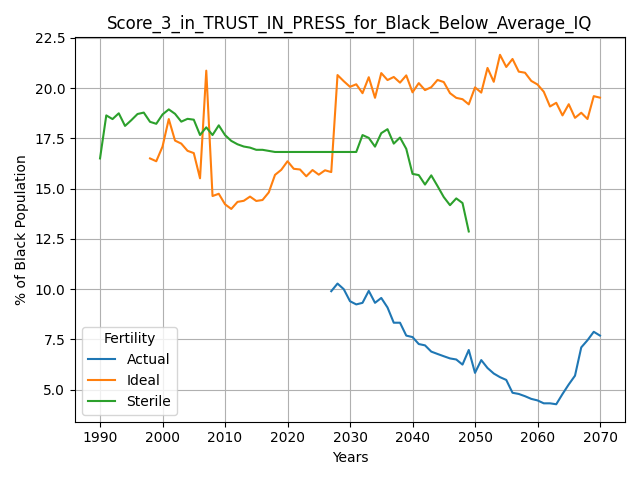 Score_3_in_TRUST_IN_PRESS_for_Black_Below_Average_IQ
% of Black Population
22.5
20.0
17.5
15.0
12.5
10.0
7.5
5.0
Fertility
Actual
Ideal
Sterile
1990 2000 2010 2020 2030 2040 2050 2060 2070
Years